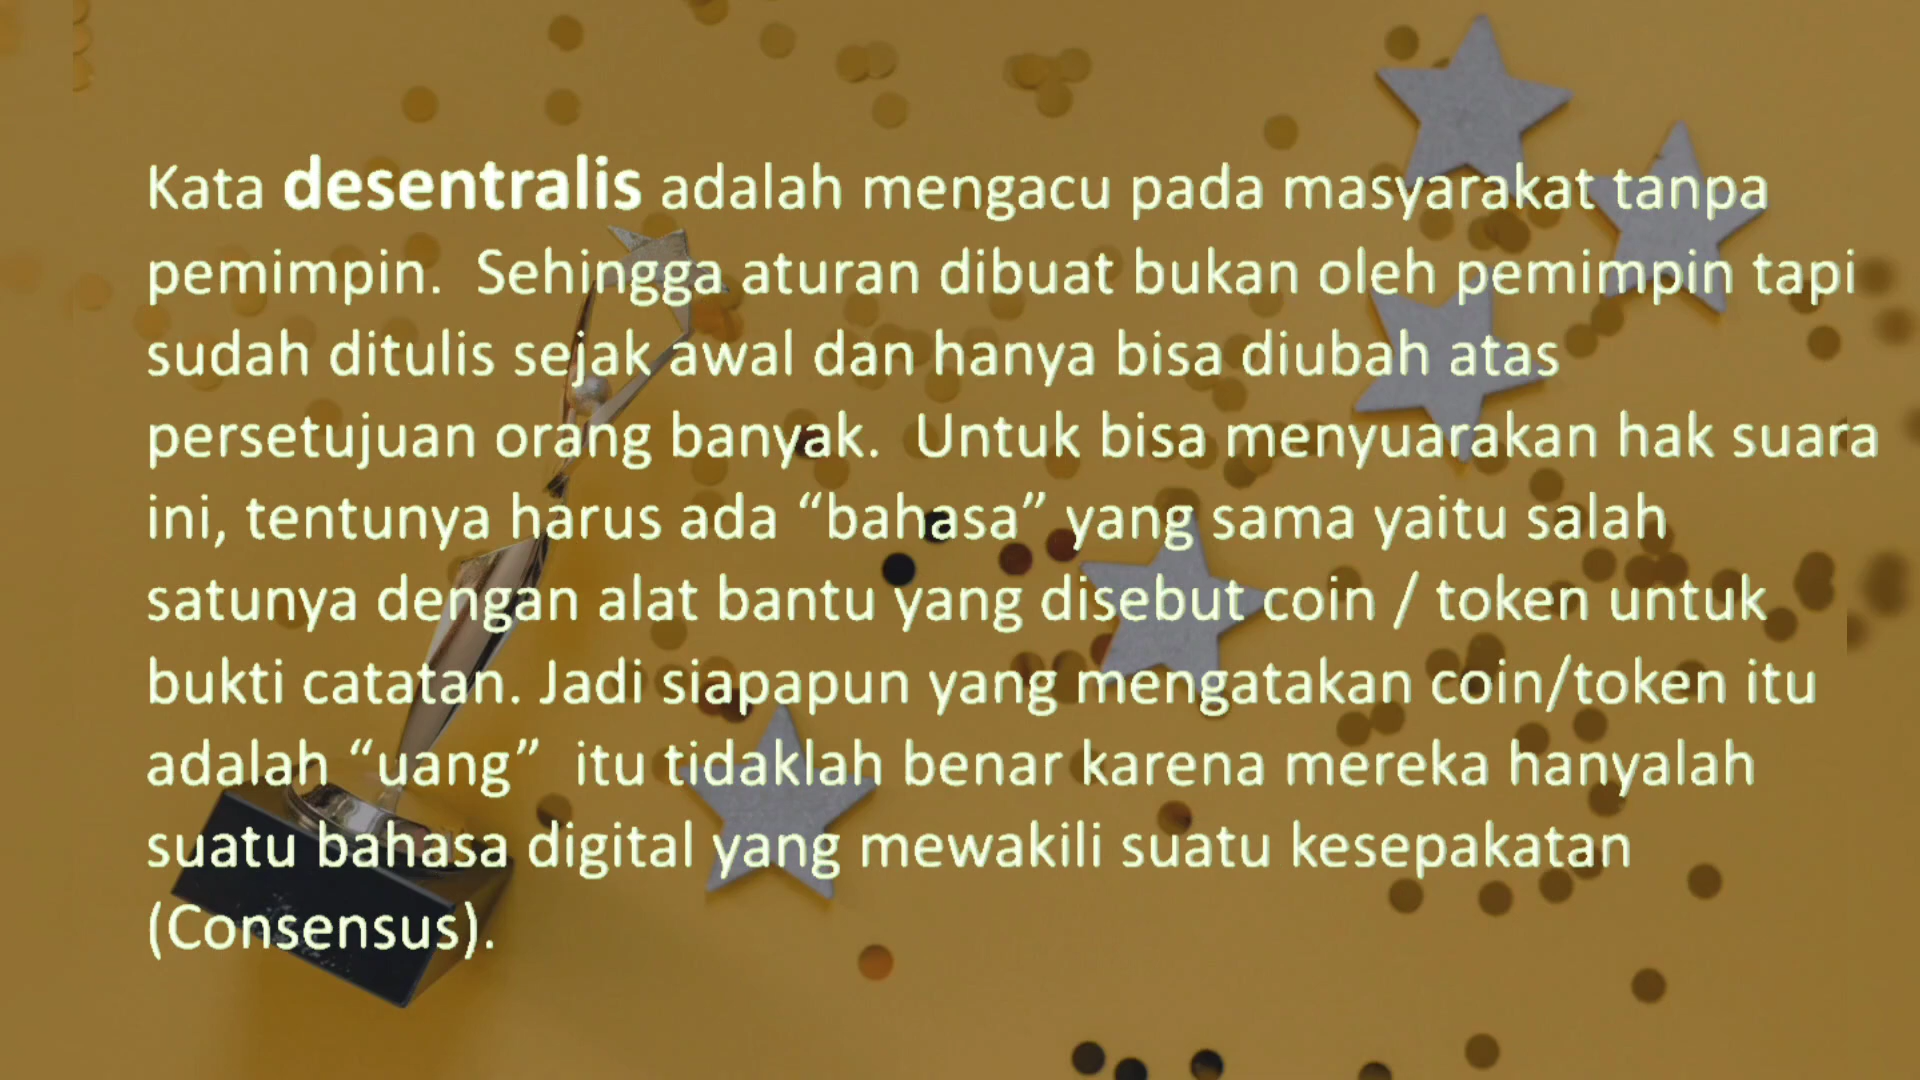 Kata desentralis adalah mengacu pada masyarakat tanpa
pemimpin. Sehingga aturan dibuat bukan oleh pemimpin tapi
sudah ditulis sejak awal dan hanya bisa diubah atas
persetujuan orang banyak. Untuk bisa menyuarakan hak suara
ini, tentunya harus ada “bahasa” yang sama yaitu salah
satunya dengan alat bantu yang disebut coin / token untuk
bukti catatan. Jadi siapapun yang mengatakan coin/token itu
adalah “uang” itu tidaklah benar karena mereka hanyalah
suatu bahasa digital yang mewakili suatu kesepakatan
(Consensus).